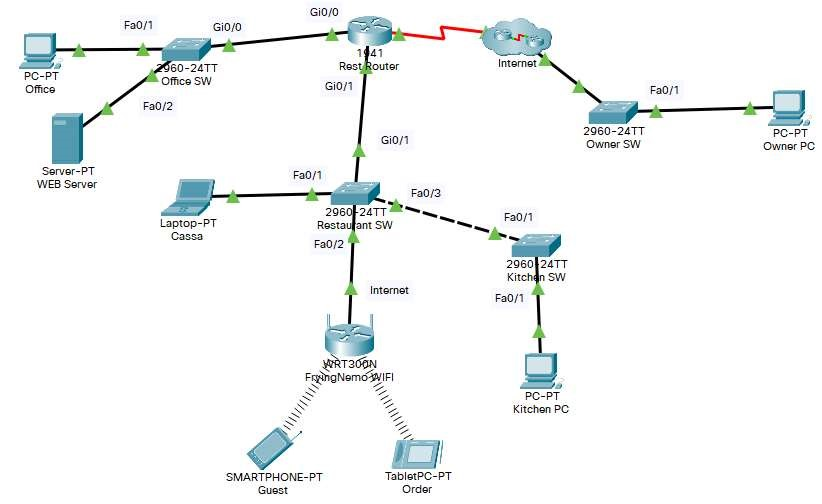 Gi0/0
Fa0/1
Gi0/0
1941
Rest Router
Internet
PC-PT
Office
2960-24TT
Office SW
Fa0/2
Gi0/1
Fa0/1
2960-24TT
Owner SW
PC-PT
Owner PC
Server-PT
WEB Server
Gi0/1
Fa0/1
Fa0/3
Laptop-PT
Cassa
2960-24TT
Restaurant SW
Fa0/1
Fa0/2
2960-24TT
Kitchen SW
Internet
Fa0/1
WRT300N
FryingNemo WIFI
PC-PT
Kitchen PC
SMARTPHONE-PT
Guest
TabletPC-PT
Order